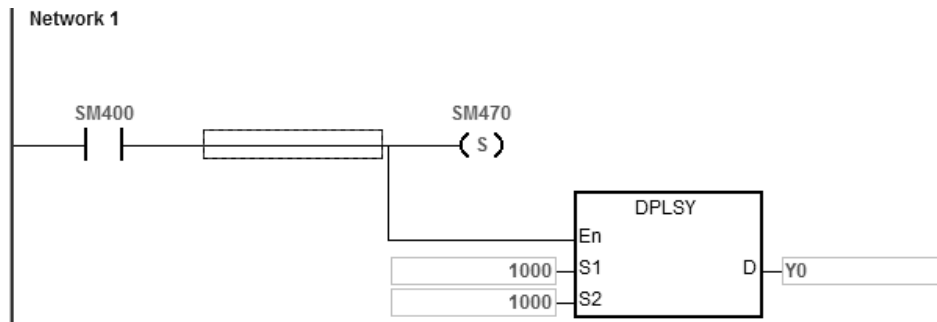 Network 1
SM400 SM470
( S )
DPLSY
En
1000 S1 D Y0
1000 S2